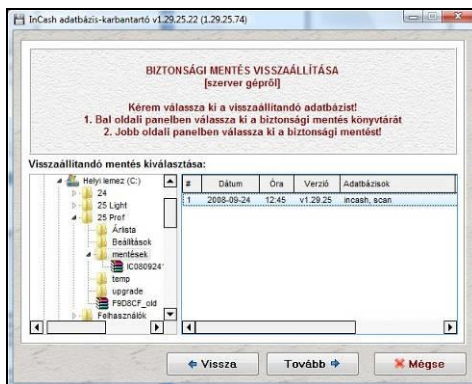 InCash adatbázis-karbantartó v1.29.25.22 (1.29.25.74)
BIZTONSÁGI MENTÉS VISSZAÁLLÍTÁSA
[szerver gépről]
Kérem válassza ki a visszaállítandó adatbázist!
1. Bal oldali panelben válassza ki a biztonsági mentés könyvtárát
2. Jobb oldali panelben válassza ki a biztonsági mentést!
Visszaállítandó mentés kiválasztása:
Helyi lemez (C:)
24
25 Light
25 Prof
Árlista
Beállítások
mentések
IC080924
temp
upgrade
F9D8CF_old
Felhasználók
# Dátum Óra Verzió Adatbázisok
1 2008-09-24 12:45 v1.29.25 incash, scan
Vissza Tovább Mégse